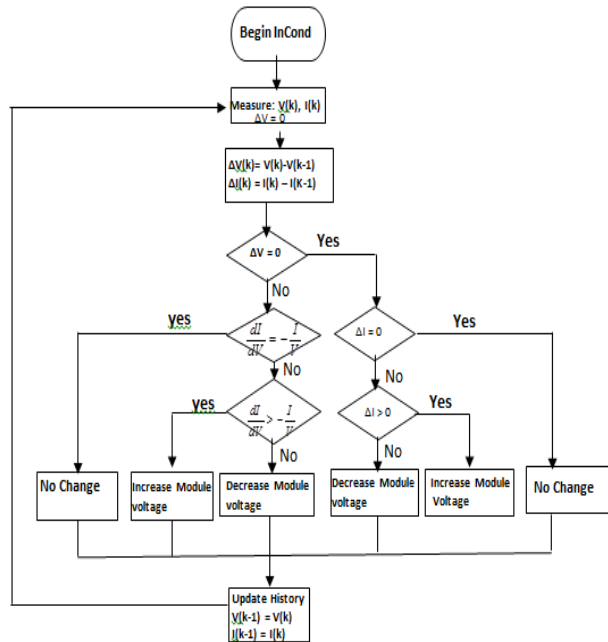 Begin InCond
Measure: V(k), I(k)
ΔV = 0
ΔV(k)= V(k)-V(k-1)
ΔI(k) = I(k) – I(K-1)
ΔV = 0
Yes
No
yes
dI/dV = -I/V
ΔI = 0
Yes
No
No
yes
dI/dV > -I/V
ΔI > 0
Yes
No
No
No Change
Increase Module
voltage
Decrease Module
voltage
Decrease Module
voltage
Increase Module
Voltage
No Change
Update History
V(k-1) = V(k)
I(k-1) = I(k)